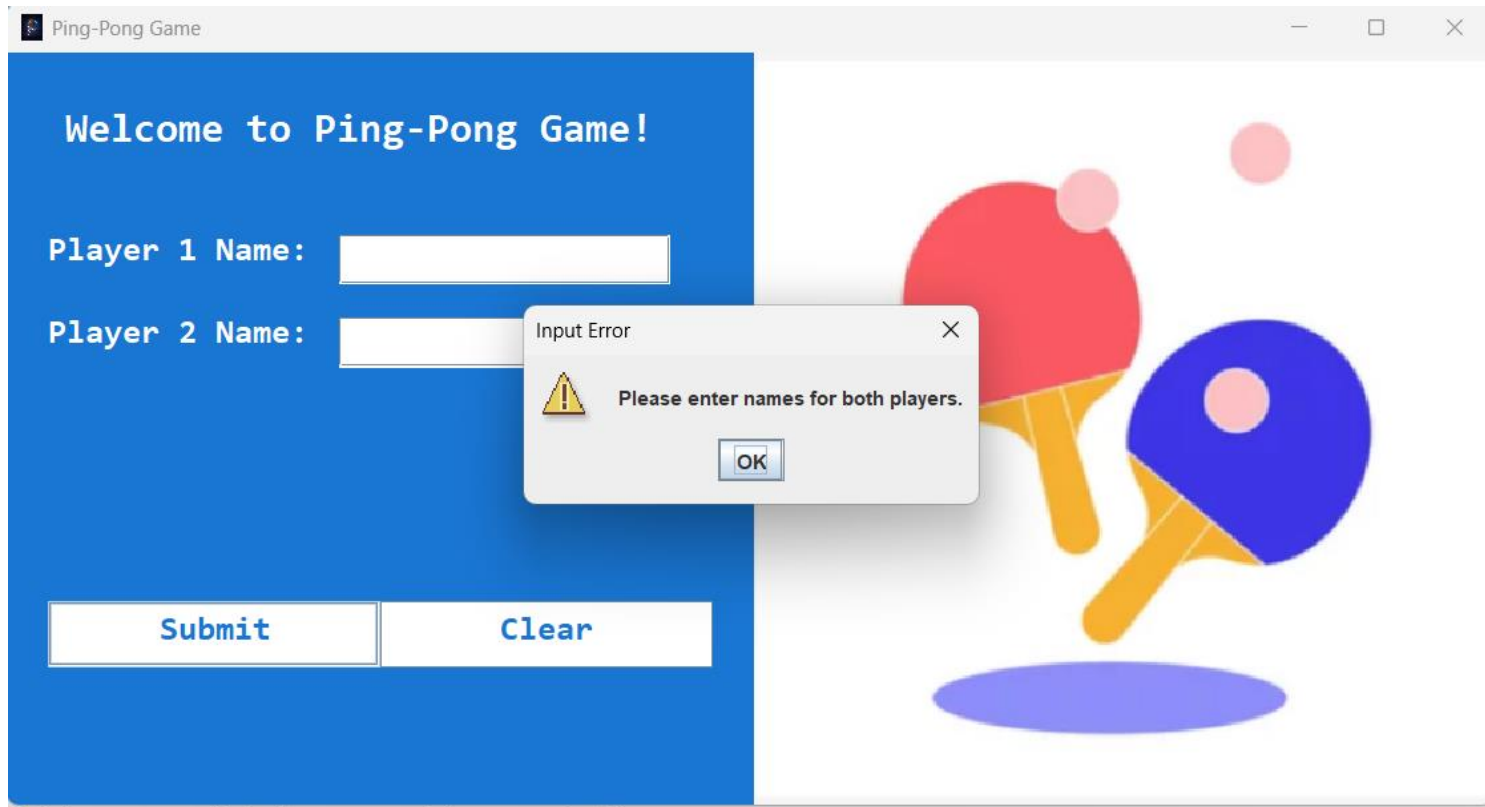 Ping-Pong Game
Welcome to Ping-Pong Game!
Player 1 Name:
Player 2 Name:
Input Error
Please enter names for both players.
OK
Submit
Clear